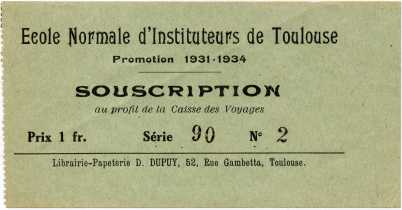 Ecole Normale d'Instituteurs de Toulouse
Promotion 1931-1934
SOUSCRIPTION
au profit de la Caisse des Voyages
Prix 1 fr. Série 90 N° 2
Librairie-Papeterie D. DUPUY, 52, Rue Gambetta, Toulouse.